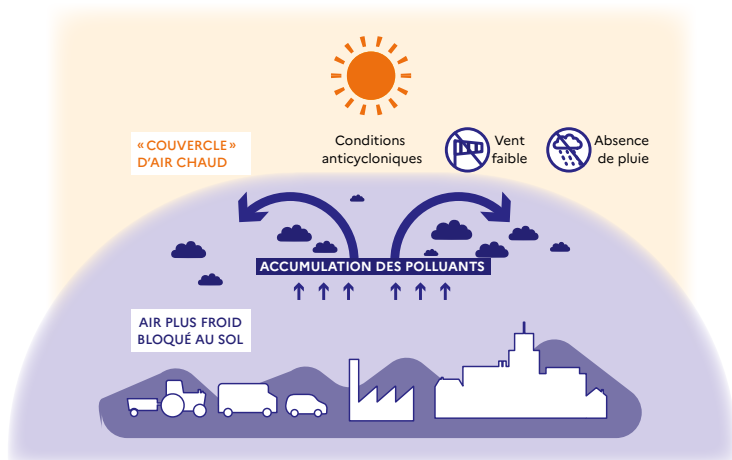 « COUVERCLE »
D'AIR CHAUD
Conditions
anticycloniques
Vent
faible
Absence
de pluie
ACCUMULATION DES POLLUANTS
AIR PLUS FROID
BLOQUÉ AU SOL